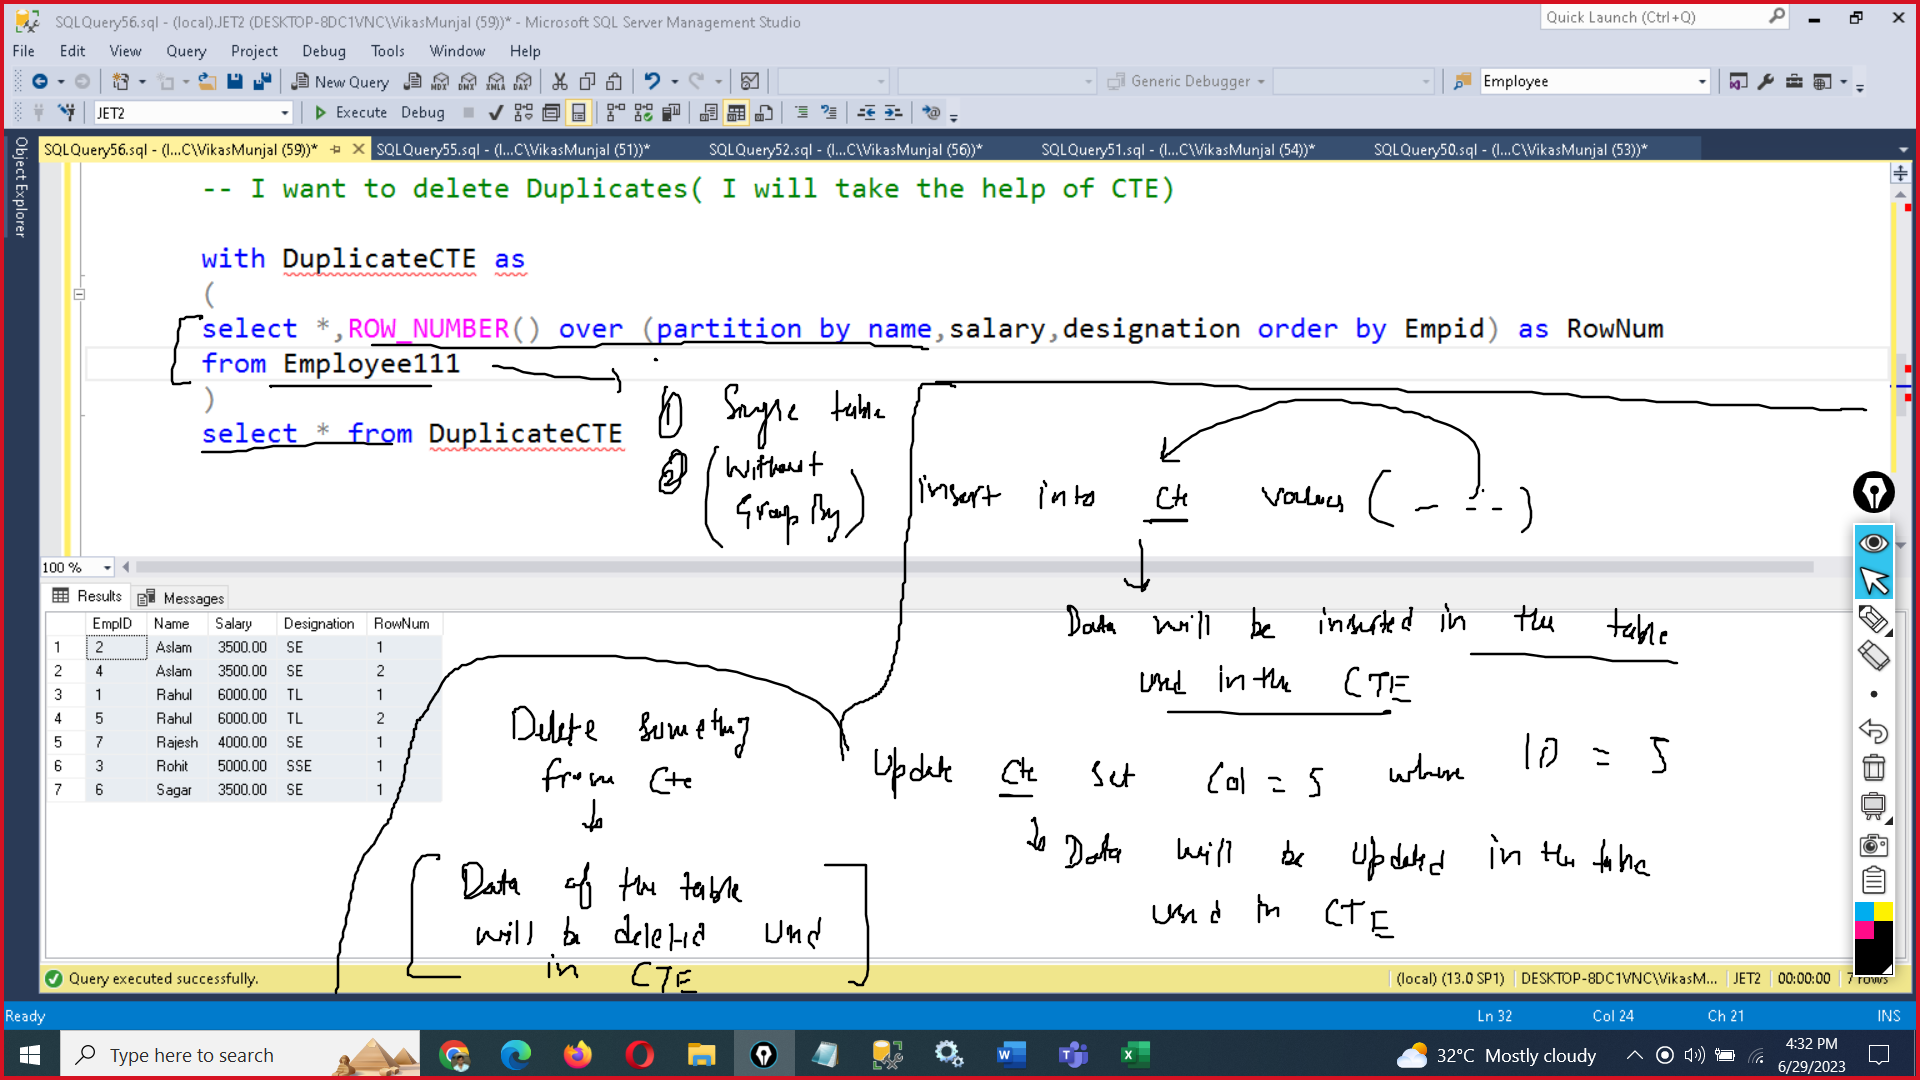 SQLQuery56.sql - (local).JET2 (DESKTOP-8DC1VNC\VikasMunjal (59))* - Microsoft SQL Server Management Studio
Quick Launch (Ctrl+Q)
File Edit View Query Project Debug Tools Window Help
New Query MDX DMX XMLA DAX Generic Debugger Employee
JET2 Execute Debug
Object Explorer
SQLQuery56.sql - (l...C\VikasMunjal (59))* SQLQuery55.sql - (l...C\VikasMunjal (51))* SQLQuery52.sql - (l...C\VikasMunjal (56))* SQLQuery51.sql - (l...C\VikasMunjal (54))* SQLQuery50.sql - (l...C\VikasMunjal (53))*
-- I want to delete Duplicates( I will take the help of CTE)
with DuplicateCTE as
(
select *,ROW_NUMBER() over (partition by name,salary,designation order by Empid) as RowNum
from Employee111
)
select * from DuplicateCTE
1 Single table
2 (Without
Group By)
insert into Cte values ( - - - )
Data will be inserted in the table
used in the CTE
Update Cte set Col = 5 where ID = 5
Data will be updated in the table
used in CTE
Delete something
from Cte
Data of the table
will be deleted used
in CTE
100 %
Results Messages
EmpID Name Salary Designation RowNum
1 2 Aslam 3500.00 SE 1
2 4 Aslam 3500.00 SE 2
3 1 Rahul 6000.00 TL 1
4 5 Rahul 6000.00 TL 2
5 7 Rajesh 4000.00 SE 1
6 3 Rohit 5000.00 SSE 1
7 6 Sagar 3500.00 SE 1
Query executed successfully.
(local) (13.0 SP1) DESKTOP-8DC1VNC\VikasM... JET2 00:00:00 7 rows
Ready Ln 32 Col 24 Ch 21 INS
Type here to search
32°C Mostly cloudy
4:32 PM
6/29/2023